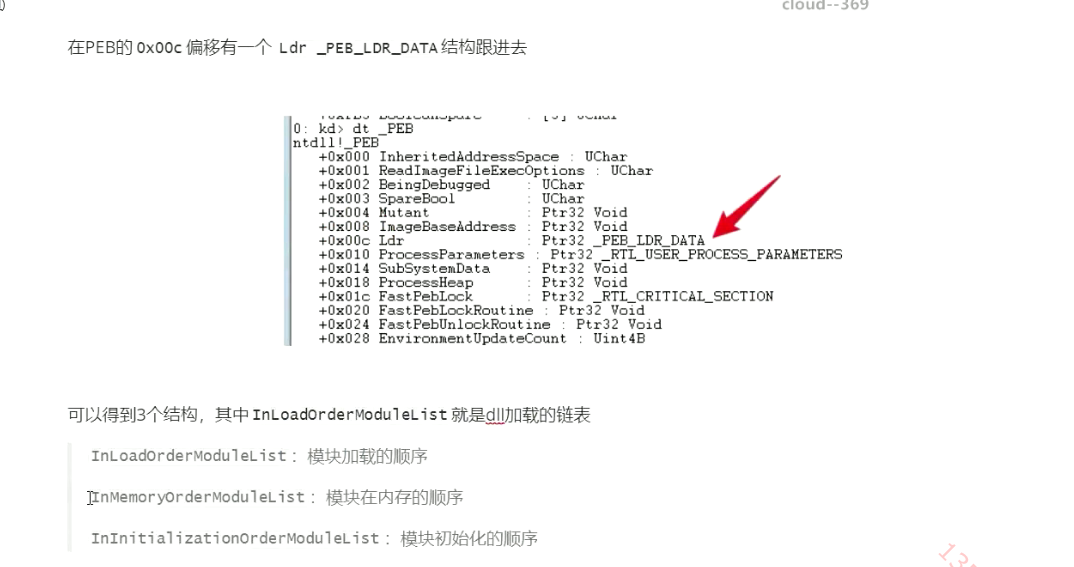 cloud--369
在PEB的 0x00c 偏移有一个 Ldr _PEB_LDR_DATA 结构跟进去
0: kd> dt _PEB
ntdll!_PEB
+0x000 InheritedAddressSpace : UChar
+0x001 ReadImageFileExecOptions : UChar
+0x002 BeingDebugged : UChar
+0x003 SpareBool : UChar
+0x004 Mutant : Ptr32 Void
+0x008 ImageBaseAddress : Ptr32 Void
+0x00c Ldr : Ptr32 _PEB_LDR_DATA
+0x010 ProcessParameters : Ptr32 _RTL_USER_PROCESS_PARAMETERS
+0x014 SubSystemData : Ptr32 Void
+0x018 ProcessHeap : Ptr32 Void
+0x01c FastPebLock : Ptr32 _RTL_CRITICAL_SECTION
+0x020 FastPebLockRoutine : Ptr32 Void
+0x024 FastPebUnlockRoutine : Ptr32 Void
+0x028 EnvironmentUpdateCount : Uint4B
可以得到3个结构，其中 InLoadOrderModuleList 就是dll加载的链表
InLoadOrderModuleList：模块加载的顺序
InMemoryOrderModuleList：模块在内存的顺序
InInitializationOrderModuleList：模块初始化的顺序